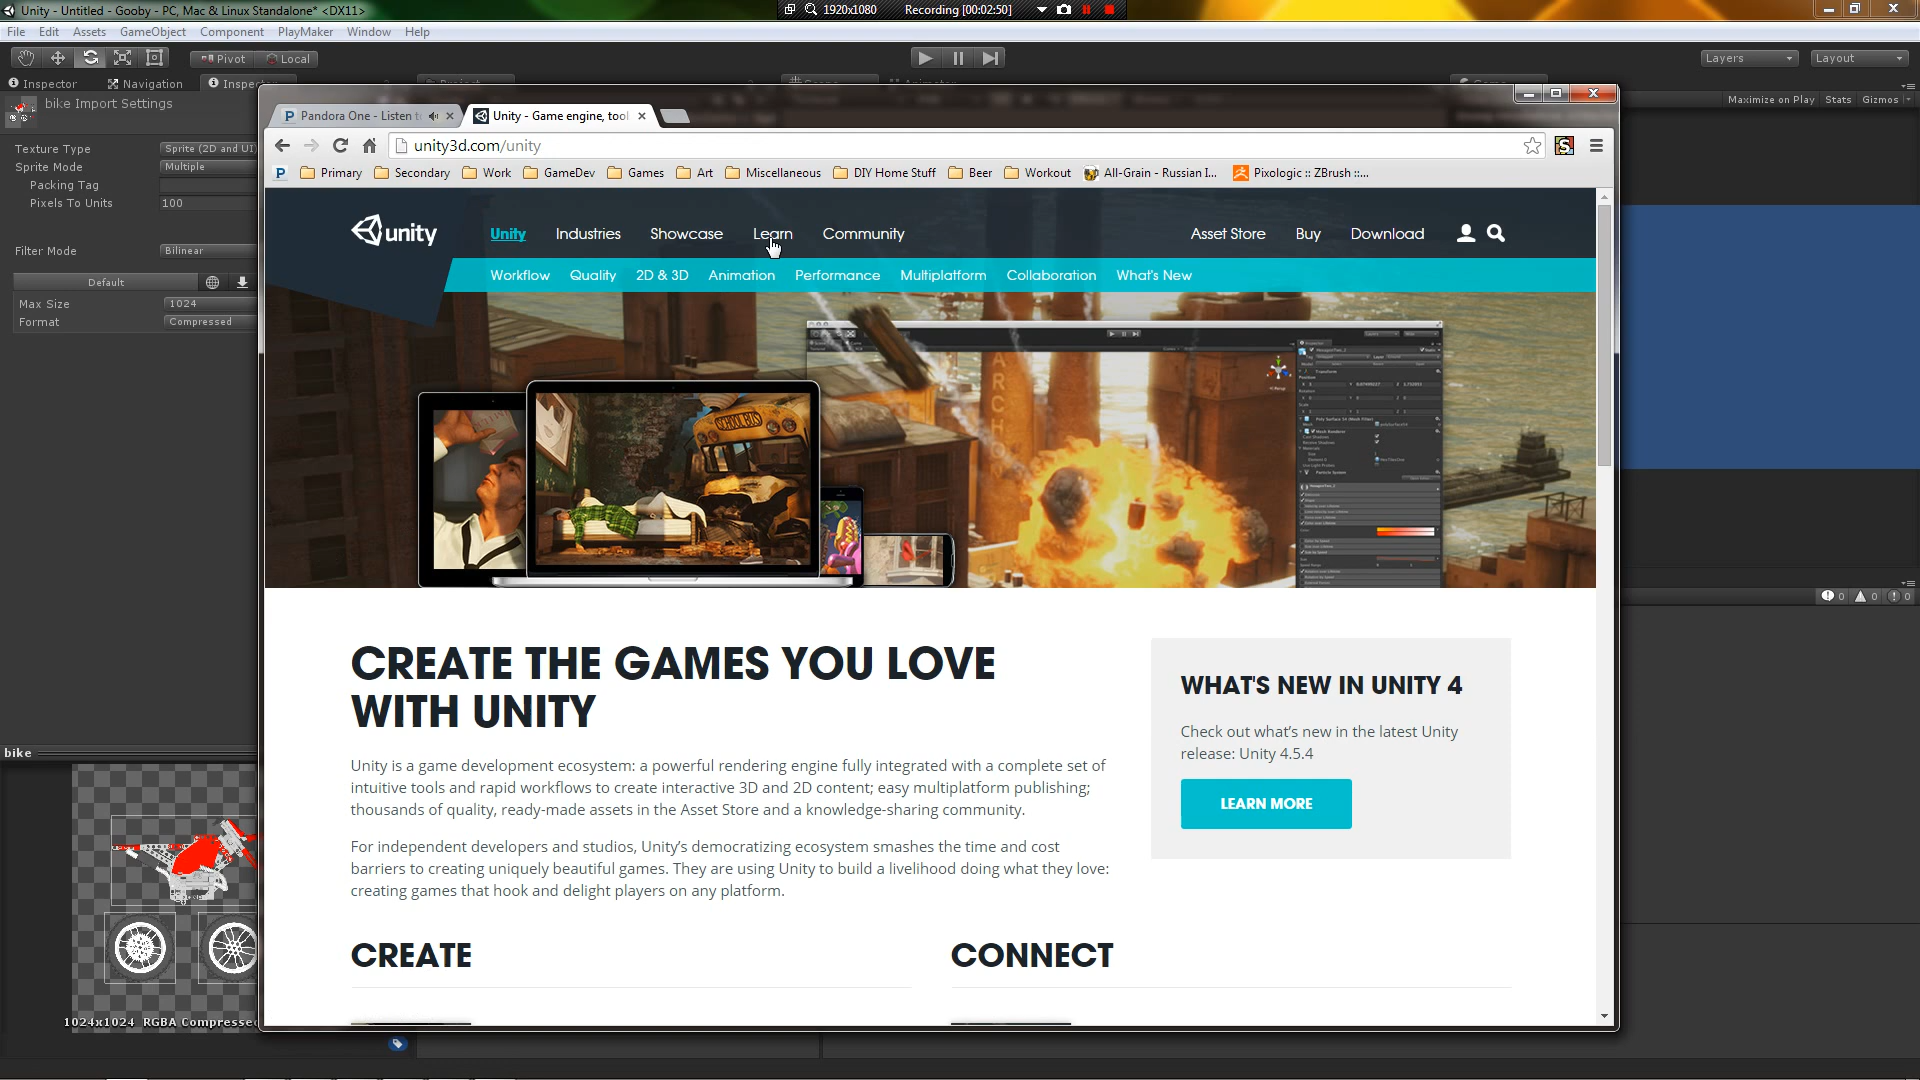 Unity - Untitled - Gooby - PC, Mac & Linux Standalone* <DX11>
1920x1080 Recording [00:02:50]
File Edit Assets GameObject Component PlayMaker Window Help
Pivot Local
Layers Layout
Inspector Navigation Inspec
Maximize on Play Stats Gizmos
bike Import Settings
Texture Type Sprite (2D and UI)
Sprite Mode Multiple
Packing Tag
Pixels To Units 100
Filter Mode Bilinear
Default
Max Size 1024
Format Compressed
bike
1024x1024 RGBA Compressed
0 0 0
Pandora One - Listen t
Unity - Game engine, tool
unity3d.com/unity
Primary Secondary Work GameDev Games Art Miscellaneous DIY Home Stuff Beer Workout All-Grain - Russian I... Pixologic :: ZBrush ::...
unity
Unity Industries Showcase Learn Community Asset Store Buy Download
Workflow Quality 2D & 3D Animation Performance Multiplatform Collaboration What's New
SCHOOL BUS
CREATE THE GAMES YOU LOVE
WITH UNITY
Unity is a game development ecosystem: a powerful rendering engine fully integrated with a complete set of
intuitive tools and rapid workflows to create interactive 3D and 2D content; easy multiplatform publishing;
thousands of quality, ready-made assets in the Asset Store and a knowledge-sharing community.
For independent developers and studios, Unity's democratizing ecosystem smashes the time and cost
barriers to creating uniquely beautiful games. They are using Unity to build a livelihood doing what they love:
creating games that hook and delight players on any platform.
WHAT'S NEW IN UNITY 4
Check out what's new in the latest Unity
release: Unity 4.5.4
LEARN MORE
CREATE
CONNECT